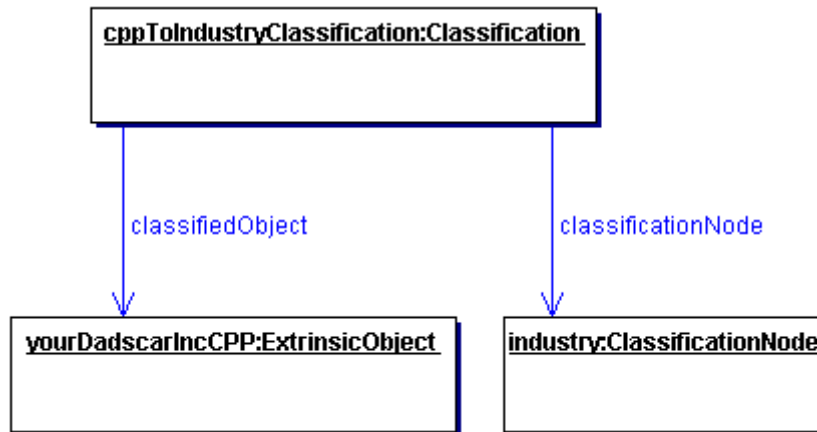 cppToIndustryClassification:Classification
classifiedObject
classificationNode
yourDadscarIncCPP:ExtrinsicObject
industry:ClassificationNode